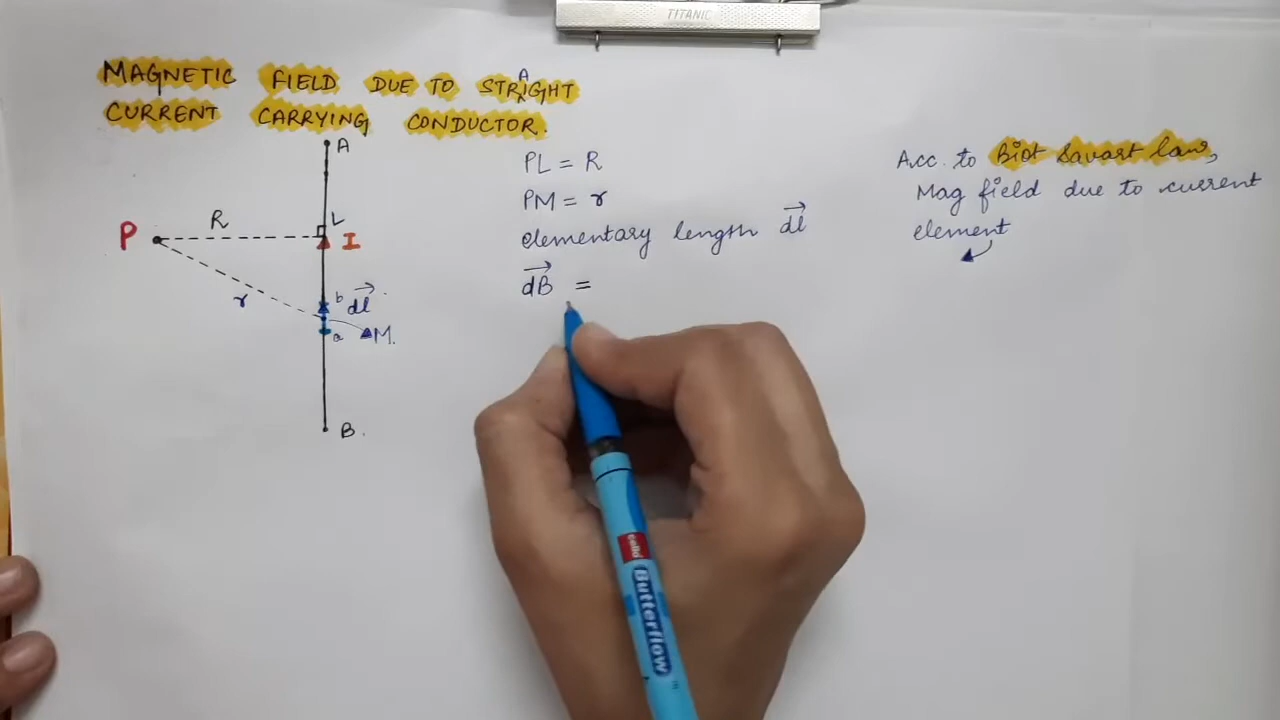 TITANIC
MAGNETIC FIELD DUE TO STRAIGHT
CURRENT CARRYING CONDUCTOR.
A
P
R
L
I
r
b
dl
a
M.
B.
PL = R
PM = r
elementary length dl
dB =
Acc. to Biot Savart law,
Mag field due to current
element
cello
Butterflow